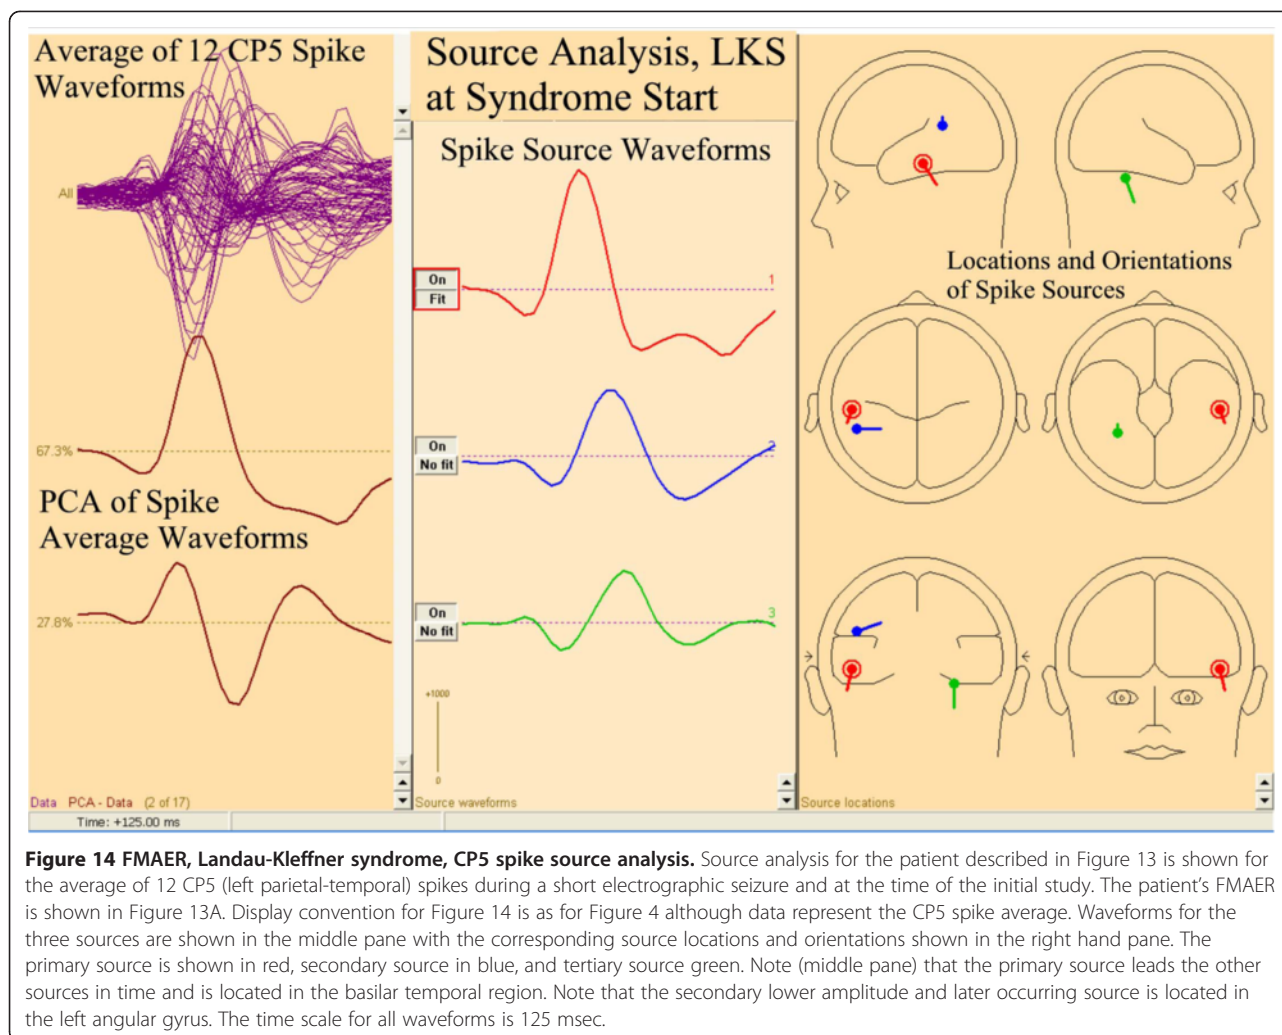 Average of 12 CP5 Spike
Waveforms
All
67.3%
PCA of Spike
Average Waveforms
27.8%
Data PCA - Data (2 of 17)
Time: +125.00 ms
Source Analysis, LKS
at Syndrome Start
Spike Source Waveforms
On
Fit
1
On
No fit
2
On
No fit
3
+1000
0
Source waveforms
Locations and Orientations
of Spike Sources
Source locations
Figure 14 FMAER, Landau-Kleffner syndrome, CP5 spike source analysis. Source analysis for the patient described in Figure 13 is shown for
the average of 12 CP5 (left parietal-temporal) spikes during a short electrographic seizure and at the time of the initial study. The patient's FMAER
is shown in Figure 13A. Display convention for Figure 14 is as for Figure 4 although data represent the CP5 spike average. Waveforms for the
three sources are shown in the middle pane with the corresponding source locations and orientations shown in the right hand pane. The
primary source is shown in red, secondary source in blue, and tertiary source green. Note (middle pane) that the primary source leads the other
sources in time and is located in the basilar temporal region. Note that the secondary lower amplitude and later occurring source is located in
the left angular gyrus. The time scale for all waveforms is 125 msec.